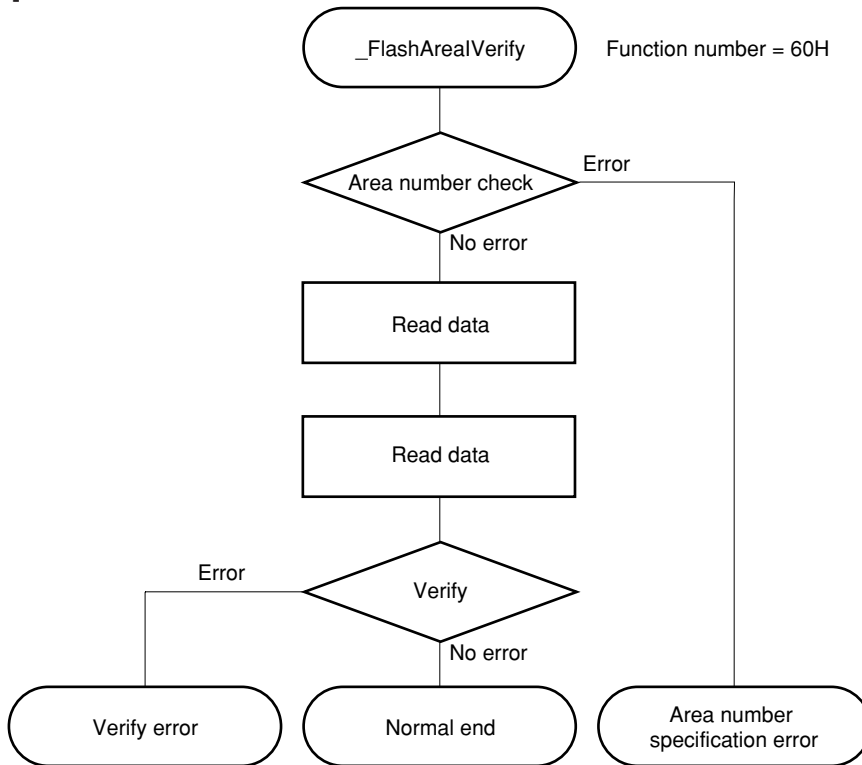 _FlashAreaIVerify
Function number = 60H
Area number check
Error
No error
Read data
Read data
Error
Verify
No error
Verify error
Normal end
Area number
specification error